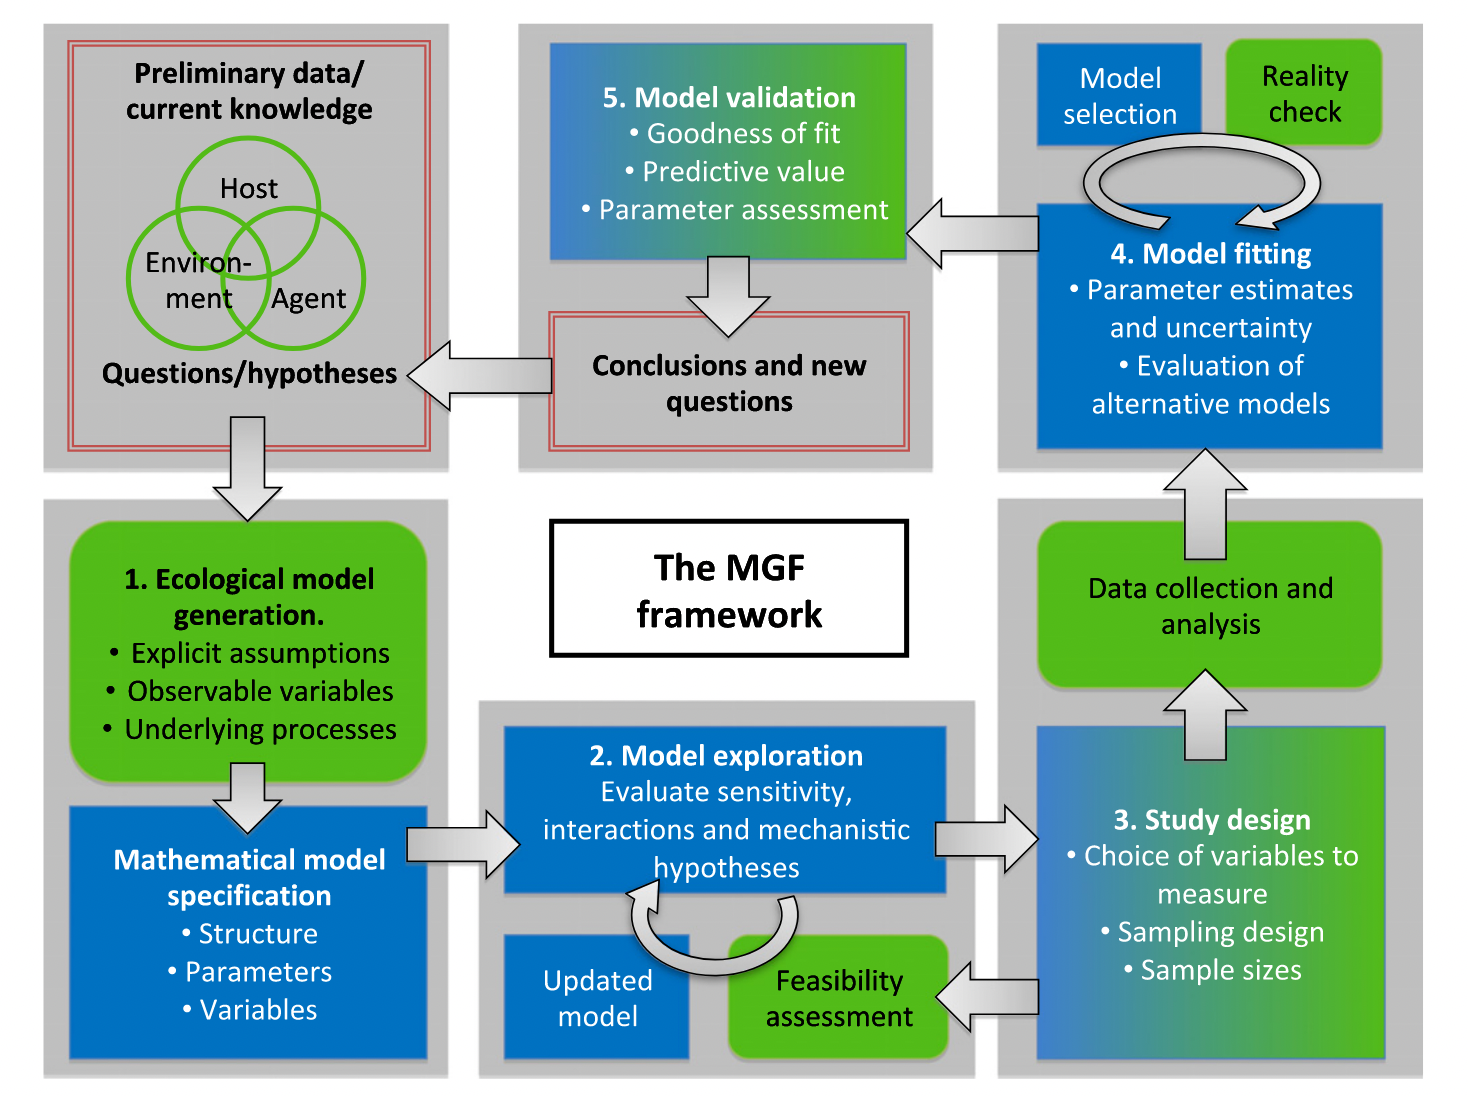 Preliminary data/
current knowledge
Host
Environ-
ment
Agent
Questions/hypotheses
1. Ecological model
generation.
• Explicit assumptions
• Observable variables
• Underlying processes
Mathematical model
specification
• Structure
• Parameters
• Variables
2. Model exploration
Evaluate sensitivity,
interactions and mechanistic
hypotheses
Updated
model
Feasibility
assessment
3. Study design
• Choice of variables to
measure
• Sampling design
• Sample sizes
Data collection and
analysis
4. Model fitting
• Parameter estimates
and uncertainty
• Evaluation of
alternative models
Model
selection
Reality
check
5. Model validation
• Goodness of fit
• Predictive value
• Parameter assessment
Conclusions and new
questions
The MGF
framework